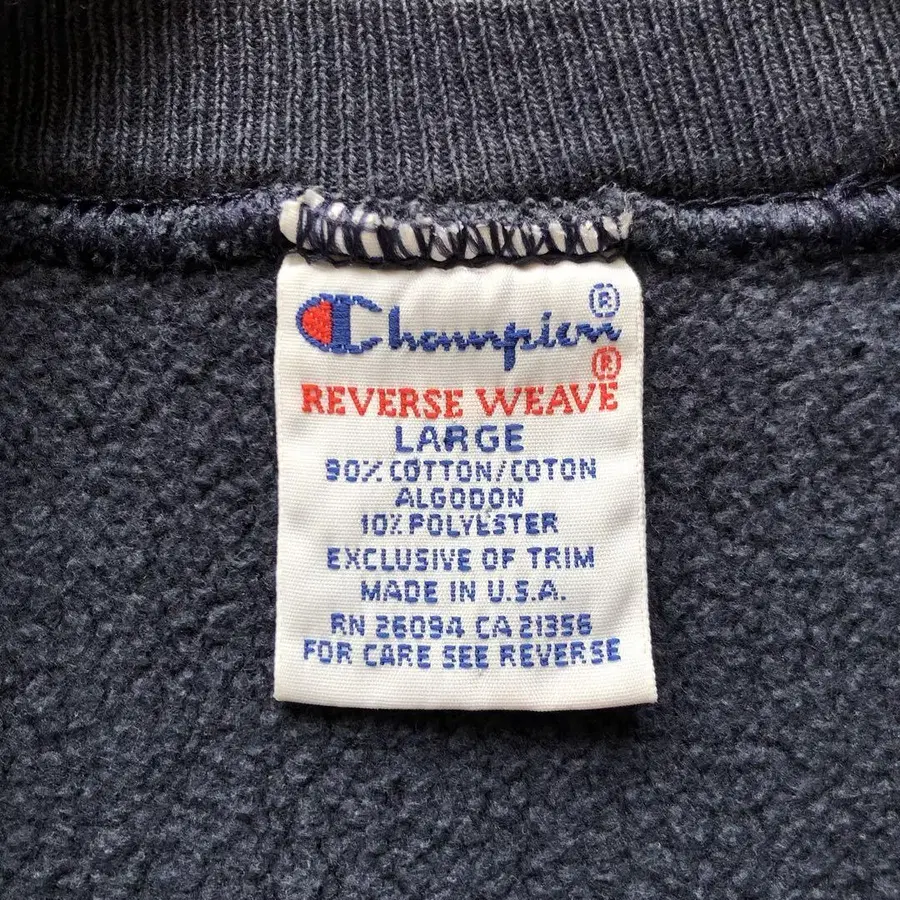 Champion®
REVERSE WEAVE®
LARGE
90% COTTON/COTON
ALGODON
10% POLYESTER
EXCLUSIVE OF TRIM
MADE IN U.S.A.
RN 26094 CA 21356
FOR CARE SEE REVERSE